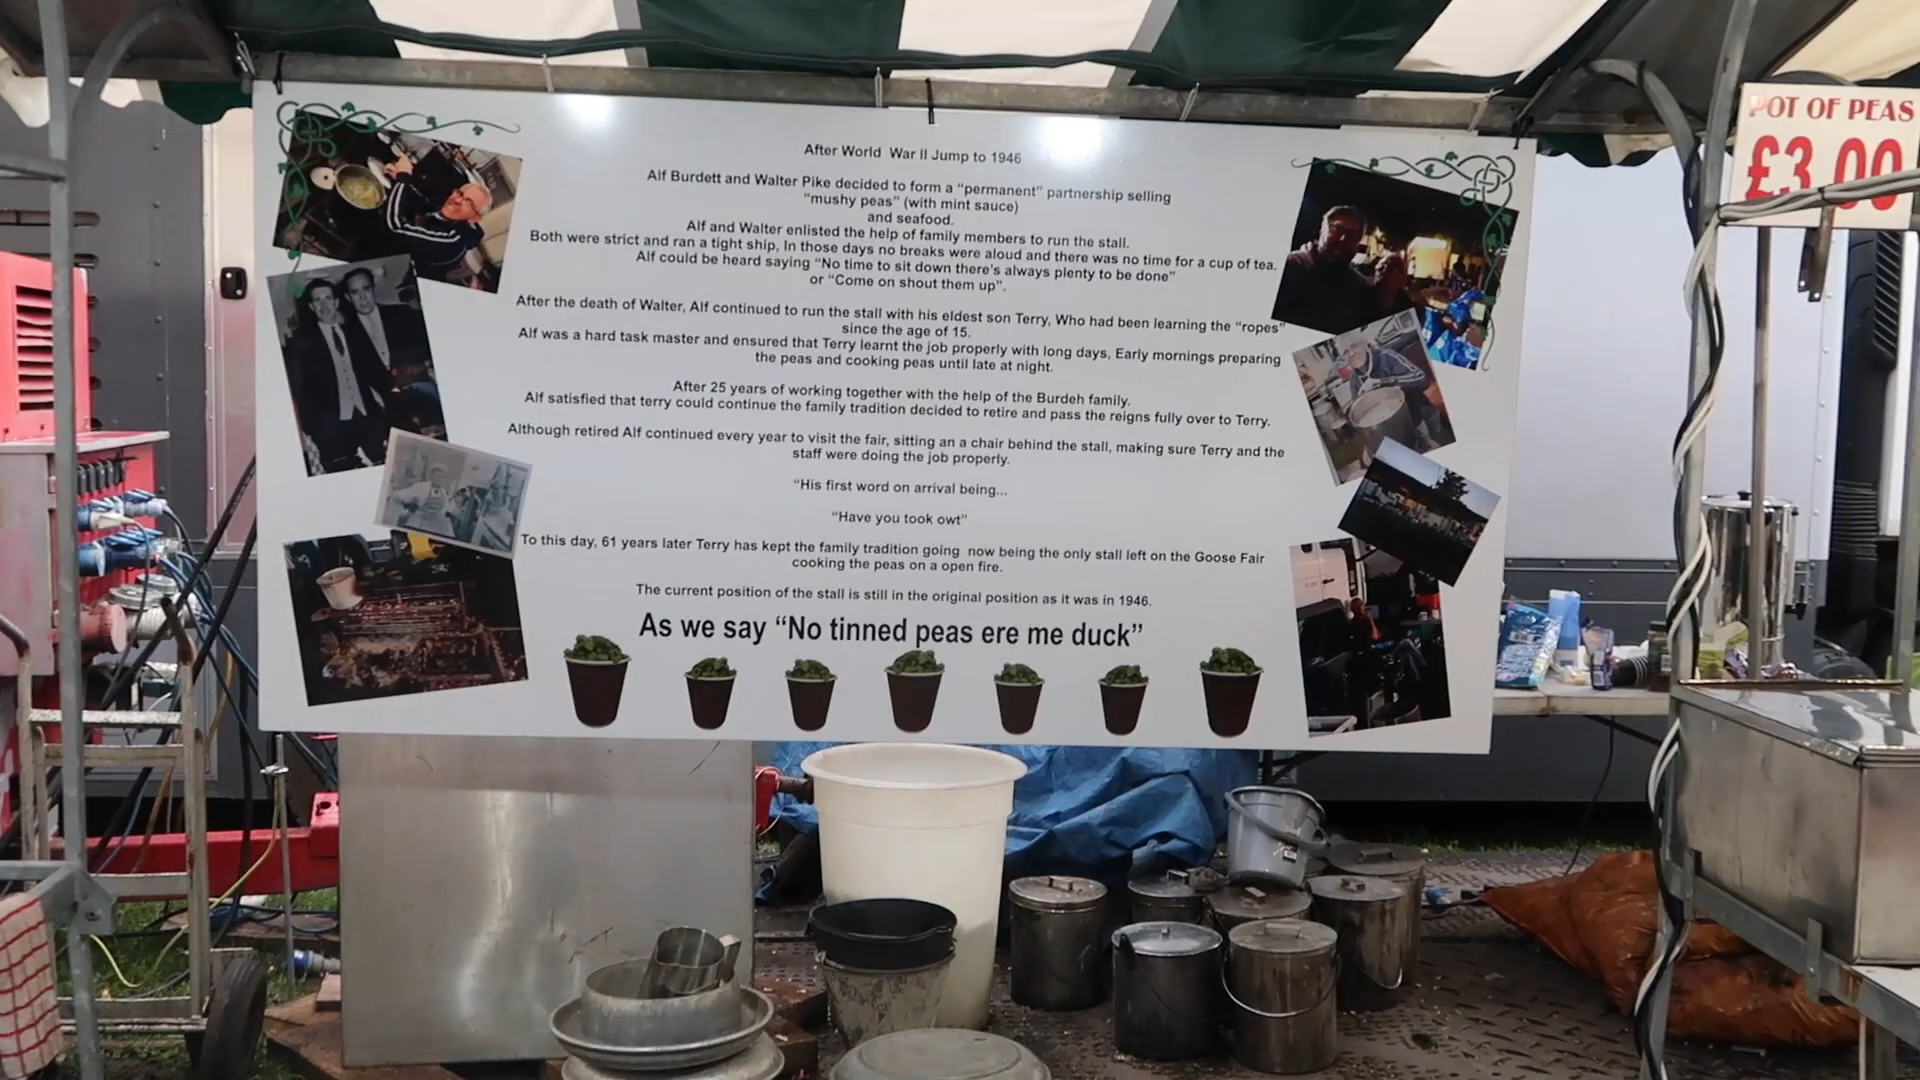 After World War II Jump to 1946
Alf Burdett and Walter Pike decided to form a “permanent” partnership selling
“mushy peas” (with mint sauce)
and seafood.
Alf and Walter enlisted the help of family members to run the stall.
Both were strict and ran a tight ship, In those days no breaks were aloud and there was no time for a cup of tea.
Alf could be heard saying “No time to sit down there's always plenty to be done”
or “Come on shout them up”.
After the death of Walter, Alf continued to run the stall with his eldest son Terry, Who had been learning the “ropes”
since the age of 15.
Alf was a hard task master and ensured that Terry learnt the job properly with long days, Early mornings preparing
the peas and cooking peas until late at night.
After 25 years of working together with the help of the Burdeh family.
Alf satisfied that terry could continue the family tradition decided to retire and pass the reigns fully over to Terry.
Although retired Alf continued every year to visit the fair, sitting an a chair behind the stall, making sure Terry and the
staff were doing the job properly.
“His first word on arrival being...
“Have you took owt”
To this day, 61 years later Terry has kept the family tradition going now being the only stall left on the Goose Fair
cooking the peas on a open fire.
The current position of the stall is still in the original position as it was in 1946.
As we say “No tinned peas ere me duck”
POT OF PEAS
£3.00